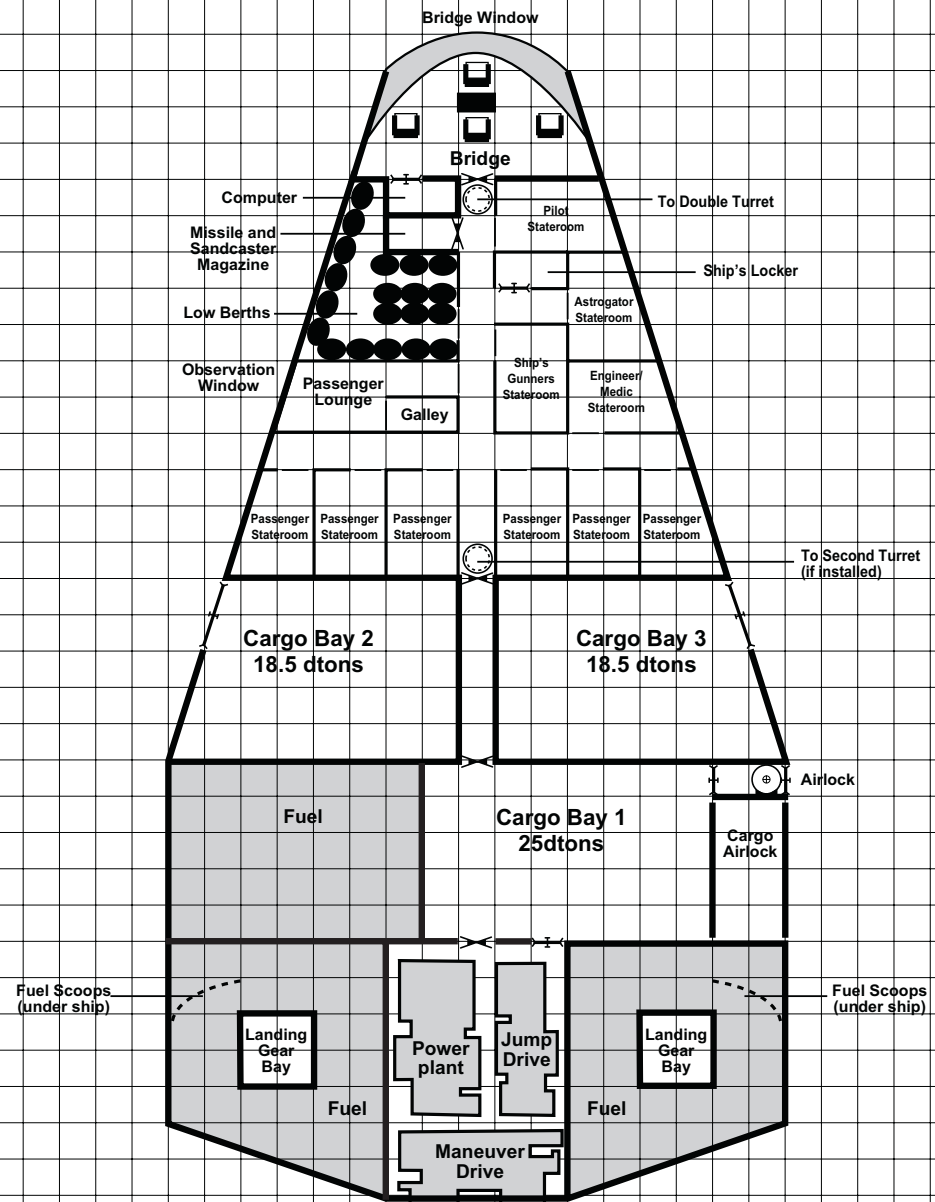 Bridge Window
Bridge
Computer
To Double Turret
Pilot
Stateroom
Missile and
Sandcaster
Magazine
Ship's Locker
Low Berths
Astrogator
Stateroom
Observation
Window
Passenger
Lounge
Ship's
Gunners
Stateroom
Engineer/
Medic
Stateroom
Galley
Passenger
Stateroom
Passenger
Stateroom
Passenger
Stateroom
Passenger
Stateroom
Passenger
Stateroom
Passenger
Stateroom
To Second Turret
(if installed)
Cargo Bay 2
18.5 dtons
Cargo Bay 3
18.5 dtons
Airlock
Fuel
Cargo Bay 1
25dtons
Cargo
Airlock
Fuel Scoops
(under ship)
Fuel Scoops
(under ship)
Landing
Gear
Bay
Power
plant
Jump
Drive
Landing
Gear
Bay
Fuel
Fuel
Maneuver
Drive